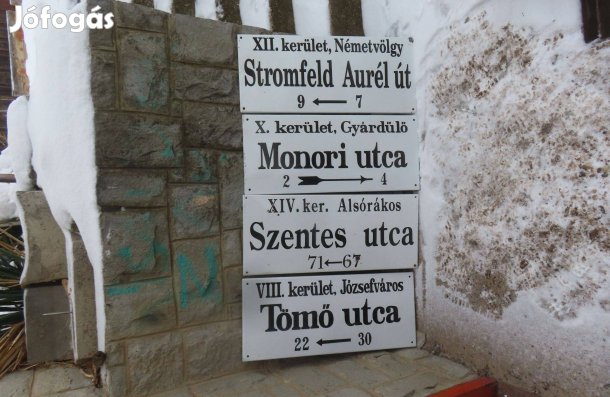 Jófogás
XII. kerület, Németvölgy
Stromfeld Aurél út
9 ← 7
X. kerület, Gyárdűlő
Monori utca
2 → 4
XIV. ker. Alsórákos
Szentes utca
71 ← 67
VIII. kerület, Józsefváros
Tömő utca
22 ← 30